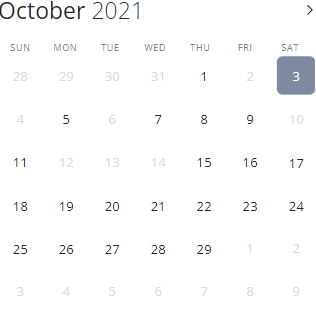 October 2021
SUN MON TUE WED THU FRI SAT
28 29 30 31 1 2 3
4 5 6 7 8 9 10
11 12 13 14 15 16 17
18 19 20 21 22 23 24
25 26 27 28 29 1 2
3 4 5 6 7 8 9